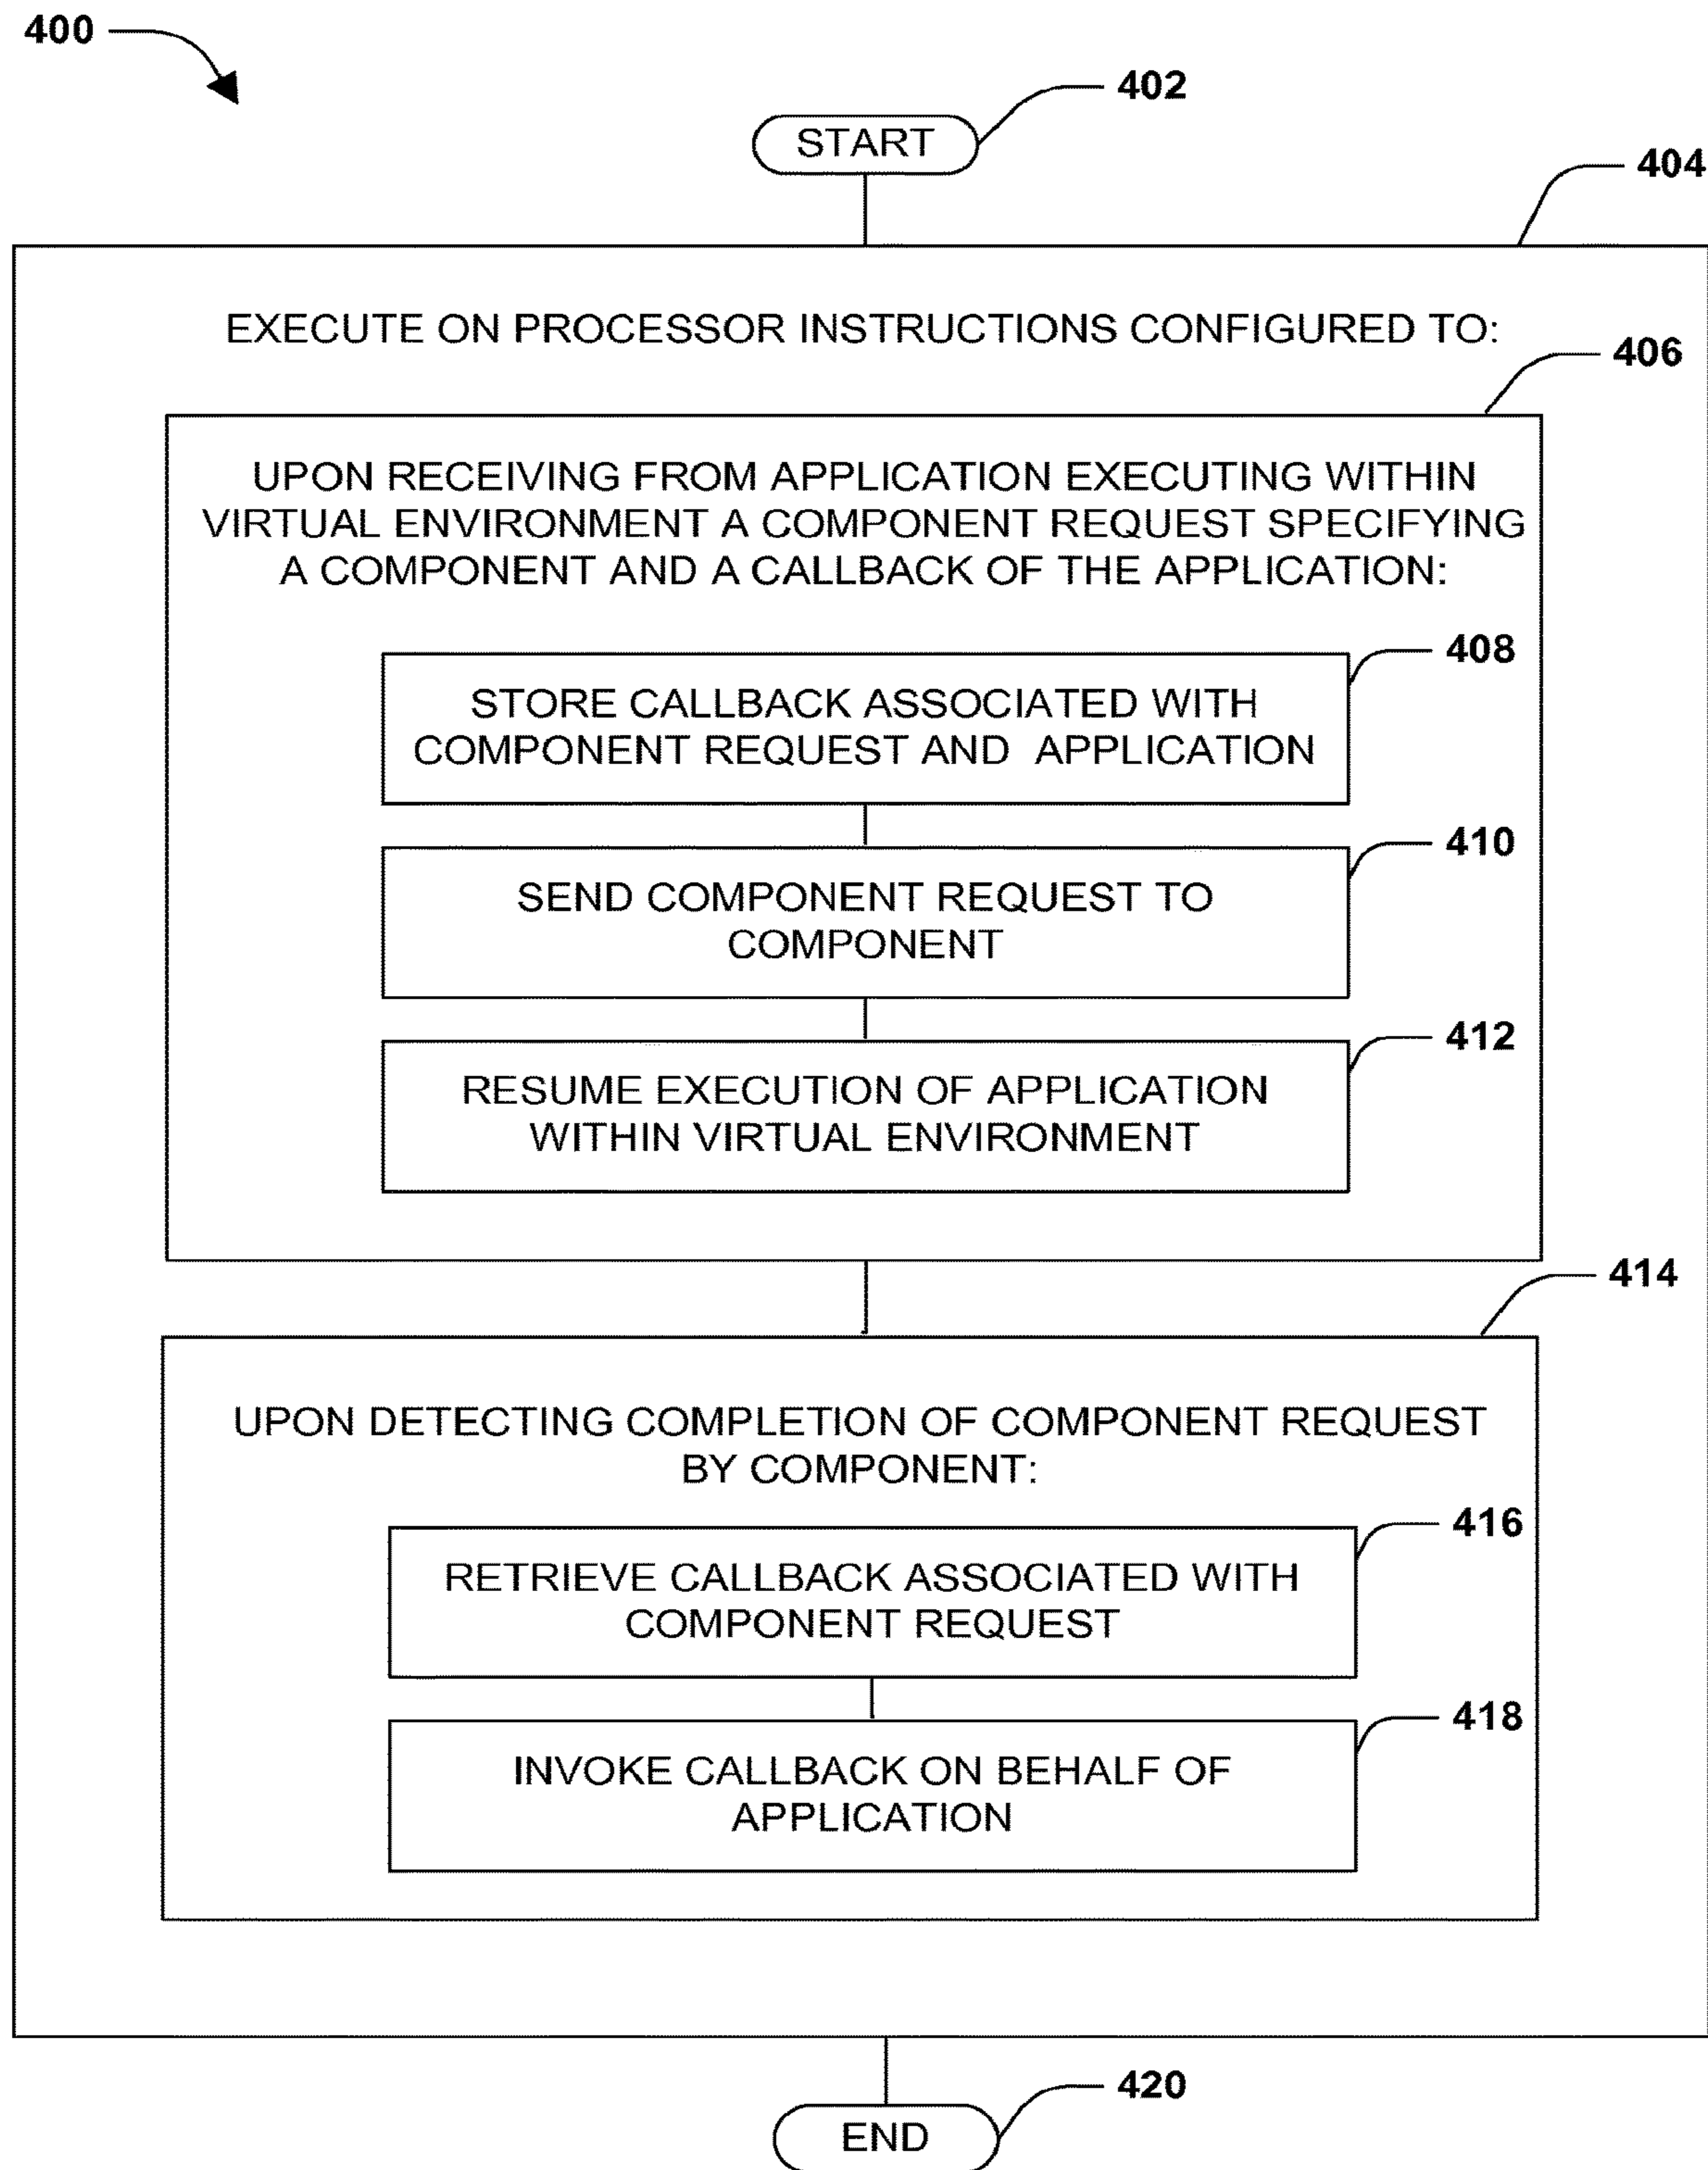 400
402
START
404
EXECUTE ON PROCESSOR INSTRUCTIONS CONFIGURED TO:
406
UPON RECEIVING FROM APPLICATION EXECUTING WITHIN
VIRTUAL ENVIRONMENT A COMPONENT REQUEST SPECIFYING
A COMPONENT AND A CALLBACK OF THE APPLICATION:
408
STORE CALLBACK ASSOCIATED WITH
COMPONENT REQUEST AND APPLICATION
410
SEND COMPONENT REQUEST TO
COMPONENT
412
RESUME EXECUTION OF APPLICATION
WITHIN VIRTUAL ENVIRONMENT
414
UPON DETECTING COMPLETION OF COMPONENT REQUEST
BY COMPONENT:
416
RETRIEVE CALLBACK ASSOCIATED WITH
COMPONENT REQUEST
418
INVOKE CALLBACK ON BEHALF OF
APPLICATION
420
END